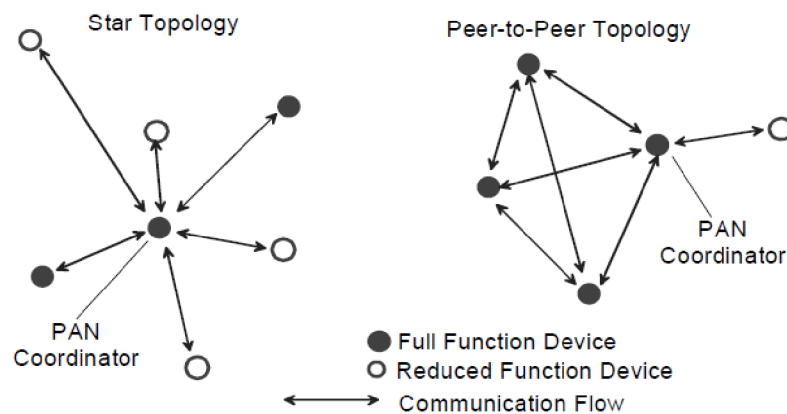 Star Topology
Peer-to-Peer Topology
PAN
Coordinator
PAN
Coordinator
Full Function Device
Reduced Function Device
Communication Flow